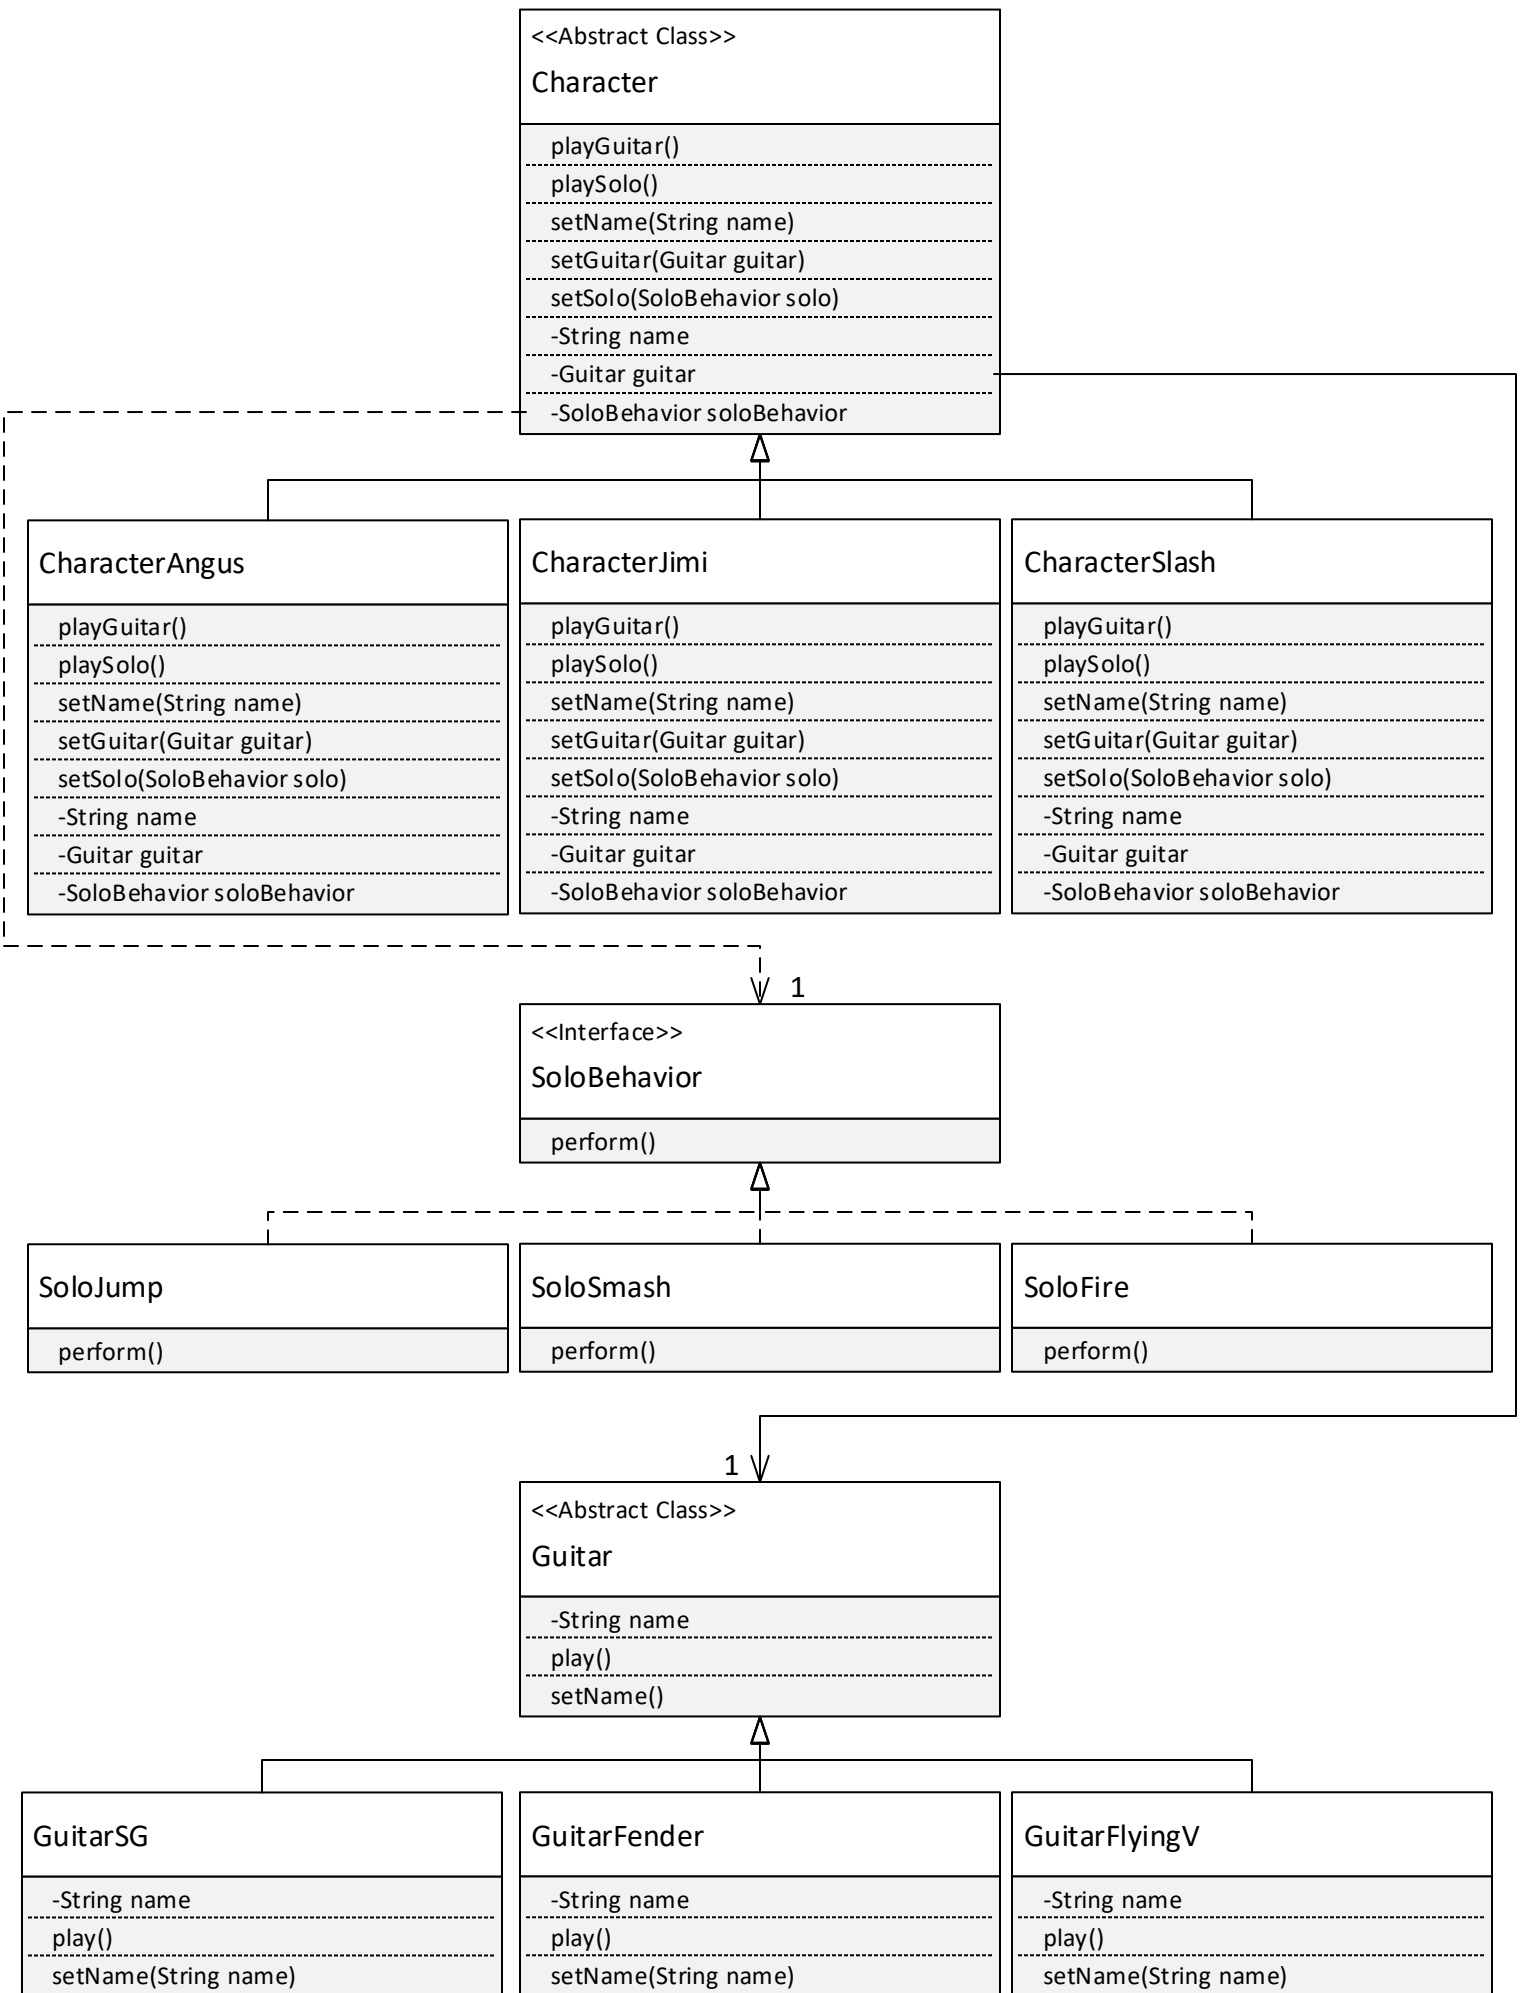 <<Abstract Class>>
Character
playGuitar()
playSolo()
setName(String name)
setGuitar(Guitar guitar)
setSolo(SoloBehavior solo)
-String name
-Guitar guitar
-SoloBehavior soloBehavior
CharacterAngus
playGuitar()
playSolo()
setName(String name)
setGuitar(Guitar guitar)
setSolo(SoloBehavior solo)
-String name
-Guitar guitar
-SoloBehavior soloBehavior
CharacterJimi
playGuitar()
playSolo()
setName(String name)
setGuitar(Guitar guitar)
setSolo(SoloBehavior solo)
-String name
-Guitar guitar
-SoloBehavior soloBehavior
CharacterSlash
playGuitar()
playSolo()
setName(String name)
setGuitar(Guitar guitar)
setSolo(SoloBehavior solo)
-String name
-Guitar guitar
-SoloBehavior soloBehavior
1
<<Interface>>
SoloBehavior
perform()
SoloJump
perform()
SoloSmash
perform()
SoloFire
perform()
1
<<Abstract Class>>
Guitar
-String name
play()
setName()
GuitarSG
-String name
play()
setName(String name)
GuitarFender
-String name
play()
setName(String name)
GuitarFlyingV
-String name
play()
setName(String name)